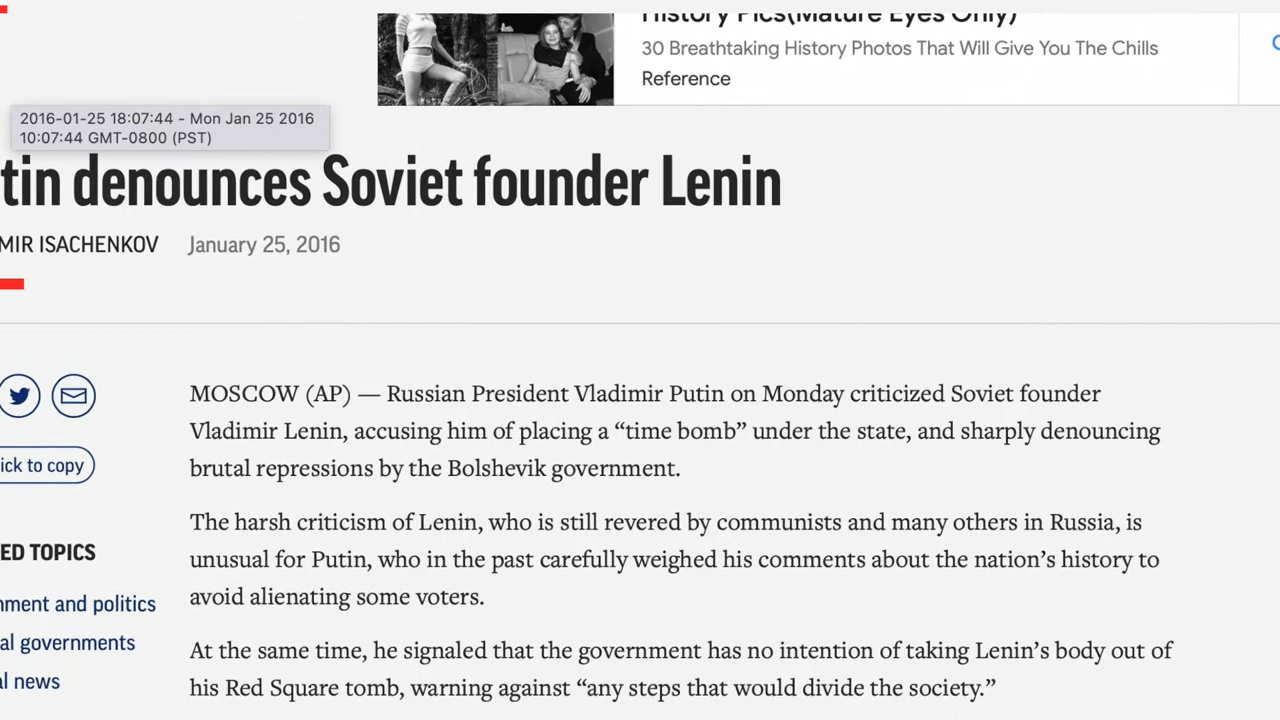 History Pics(Mature Eyes Only)
30 Breathtaking History Photos That Will Give You The Chills
Reference
2016-01-25 18:07:44 - Mon Jan 25 2016
10:07:44 GMT-0800 (PST)
tin denounces Soviet founder Lenin
MIR ISACHENKOV January 25, 2016
MOSCOW (AP) — Russian President Vladimir Putin on Monday criticized Soviet founder
Vladimir Lenin, accusing him of placing a “time bomb” under the state, and sharply denouncing
ick to copy
brutal repressions by the Bolshevik government.
The harsh criticism of Lenin, who is still revered by communists and many others in Russia, is
ED TOPICS
unusual for Putin, who in the past carefully weighed his comments about the nation’s history to
avoid alienating some voters.
nment and politics
al governments
At the same time, he signaled that the government has no intention of taking Lenin’s body out of
l news
his Red Square tomb, warning against “any steps that would divide the society.”